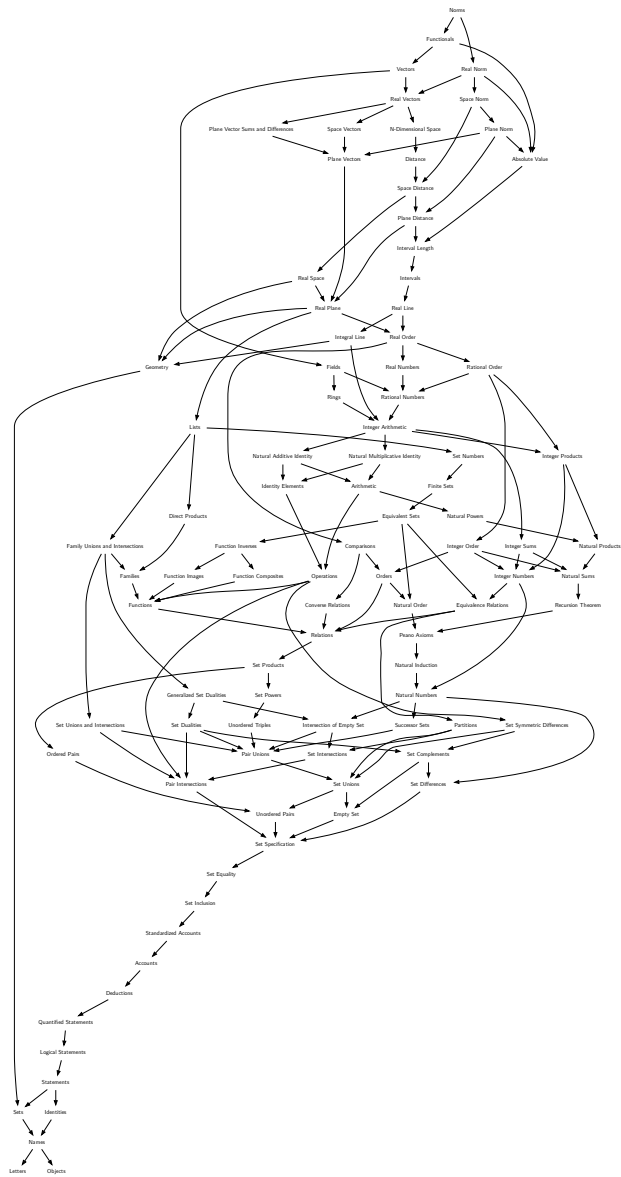 Norms
Functionals
Vectors
Real Norm
Real Vectors
Space Norm
Plane Vector Sums and Differences
Space Vectors
N-Dimensional Space
Plane Norm
Plane Vectors
Distance
Absolute Value
Space Distance
Plane Distance
Interval Length
Real Space
Intervals
Real Plane
Real Line
Integral Line
Real Order
Geometry
Fields
Real Numbers
Rational Order
Rings
Rational Numbers
Lists
Integer Arithmetic
Natural Additive Identity
Natural Multiplicative Identity
Set Numbers
Integer Products
Identity Elements
Arithmetic
Finite Sets
Direct Products
Equivalent Sets
Natural Powers
Family Unions and Intersections
Function Inverses
Comparisons
Integer Order
Integer Sums
Natural Products
Families
Function Images
Function Composites
Operations
Orders
Integer Numbers
Natural Sums
Functions
Converse Relations
Natural Order
Equivalence Relations
Recursion Theorem
Relations
Peano Axioms
Set Products
Natural Induction
Generalized Set Dualities
Set Powers
Natural Numbers
Set Unions and Intersections
Set Dualities
Unordered Triples
Intersection of Empty Set
Successor Sets
Partitions
Set Symmetric Differences
Ordered Pairs
Pair Unions
Set Intersections
Set Complements
Pair Intersections
Set Unions
Set Differences
Unordered Pairs
Empty Set
Set Specification
Set Equality
Set Inclusion
Standardized Accounts
Accounts
Deductions
Quantified Statements
Logical Statements
Statements
Sets
Identities
Names
Letters
Objects